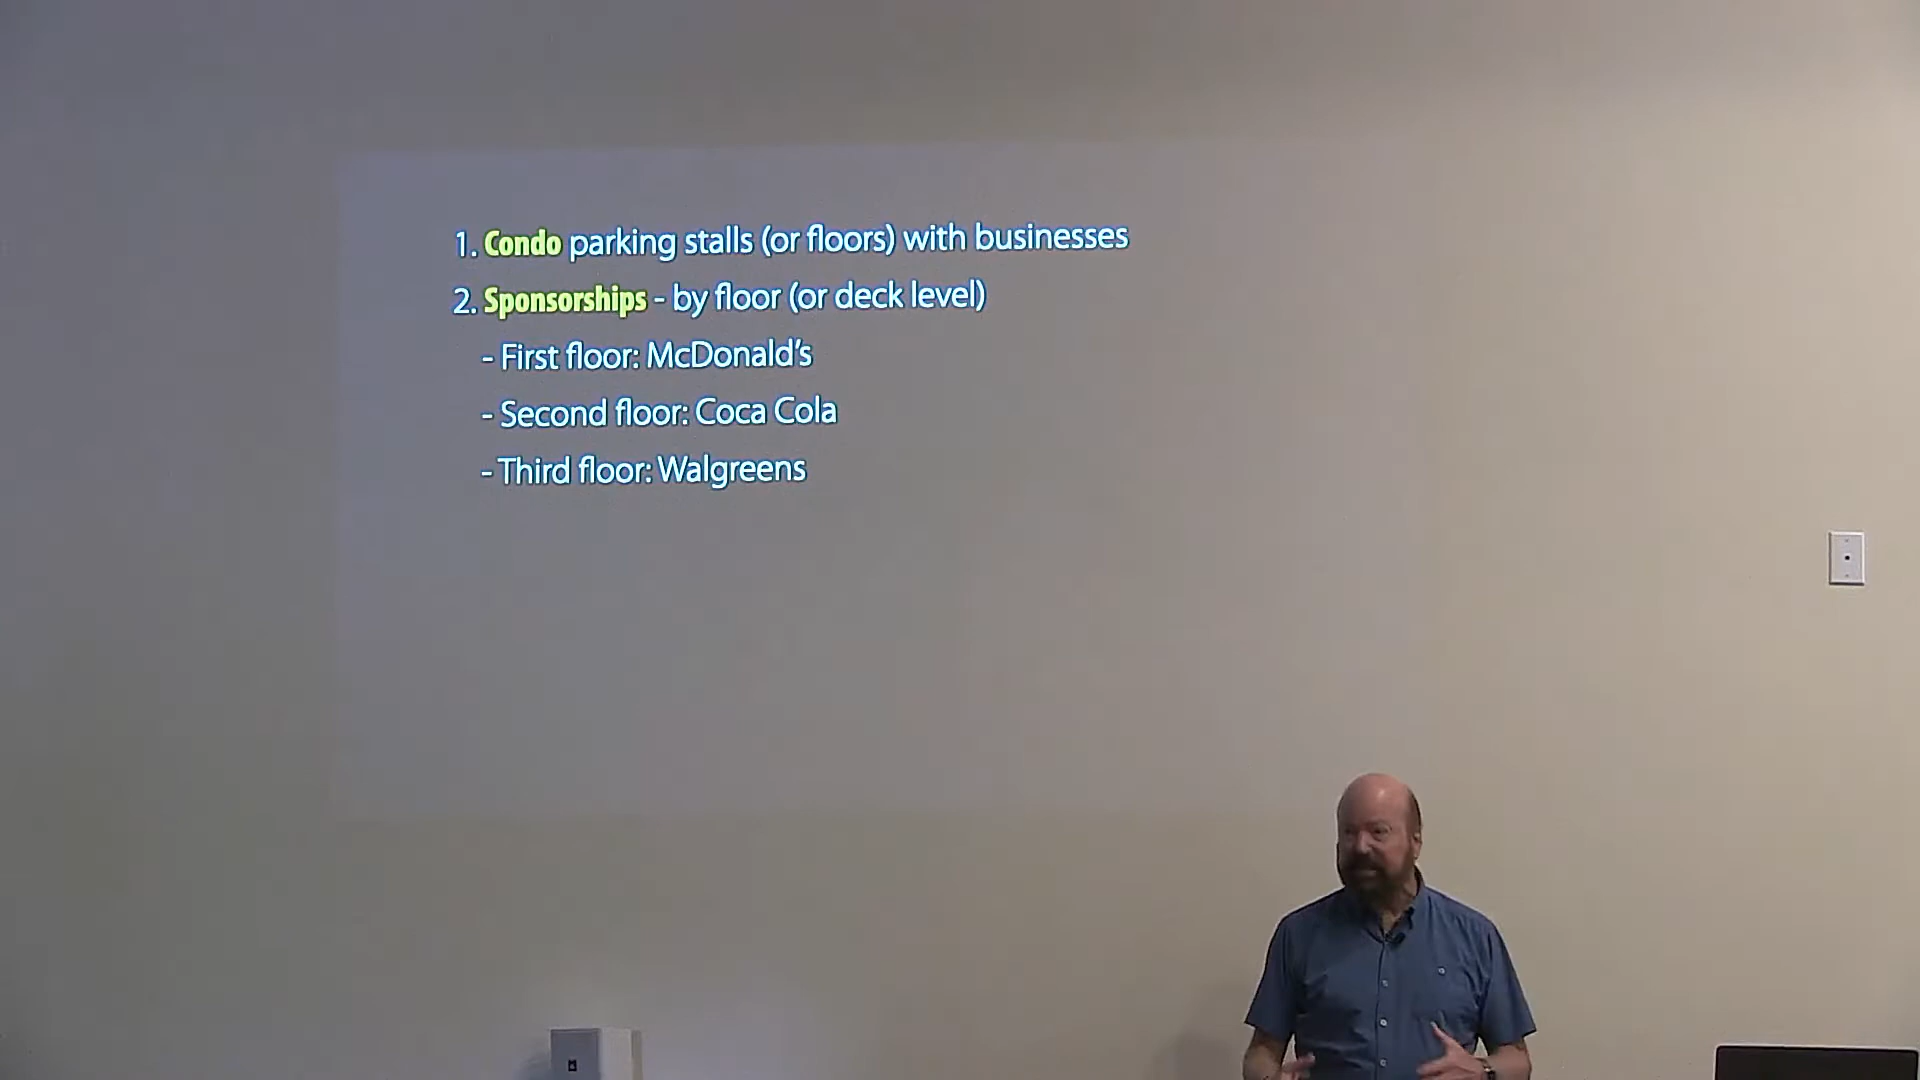 1. Condo parking stalls (or floors) with businesses
2. Sponsorships - by floor (or deck level)
- First floor: McDonald's
- Second floor: Coca Cola
- Third floor: Walgreens